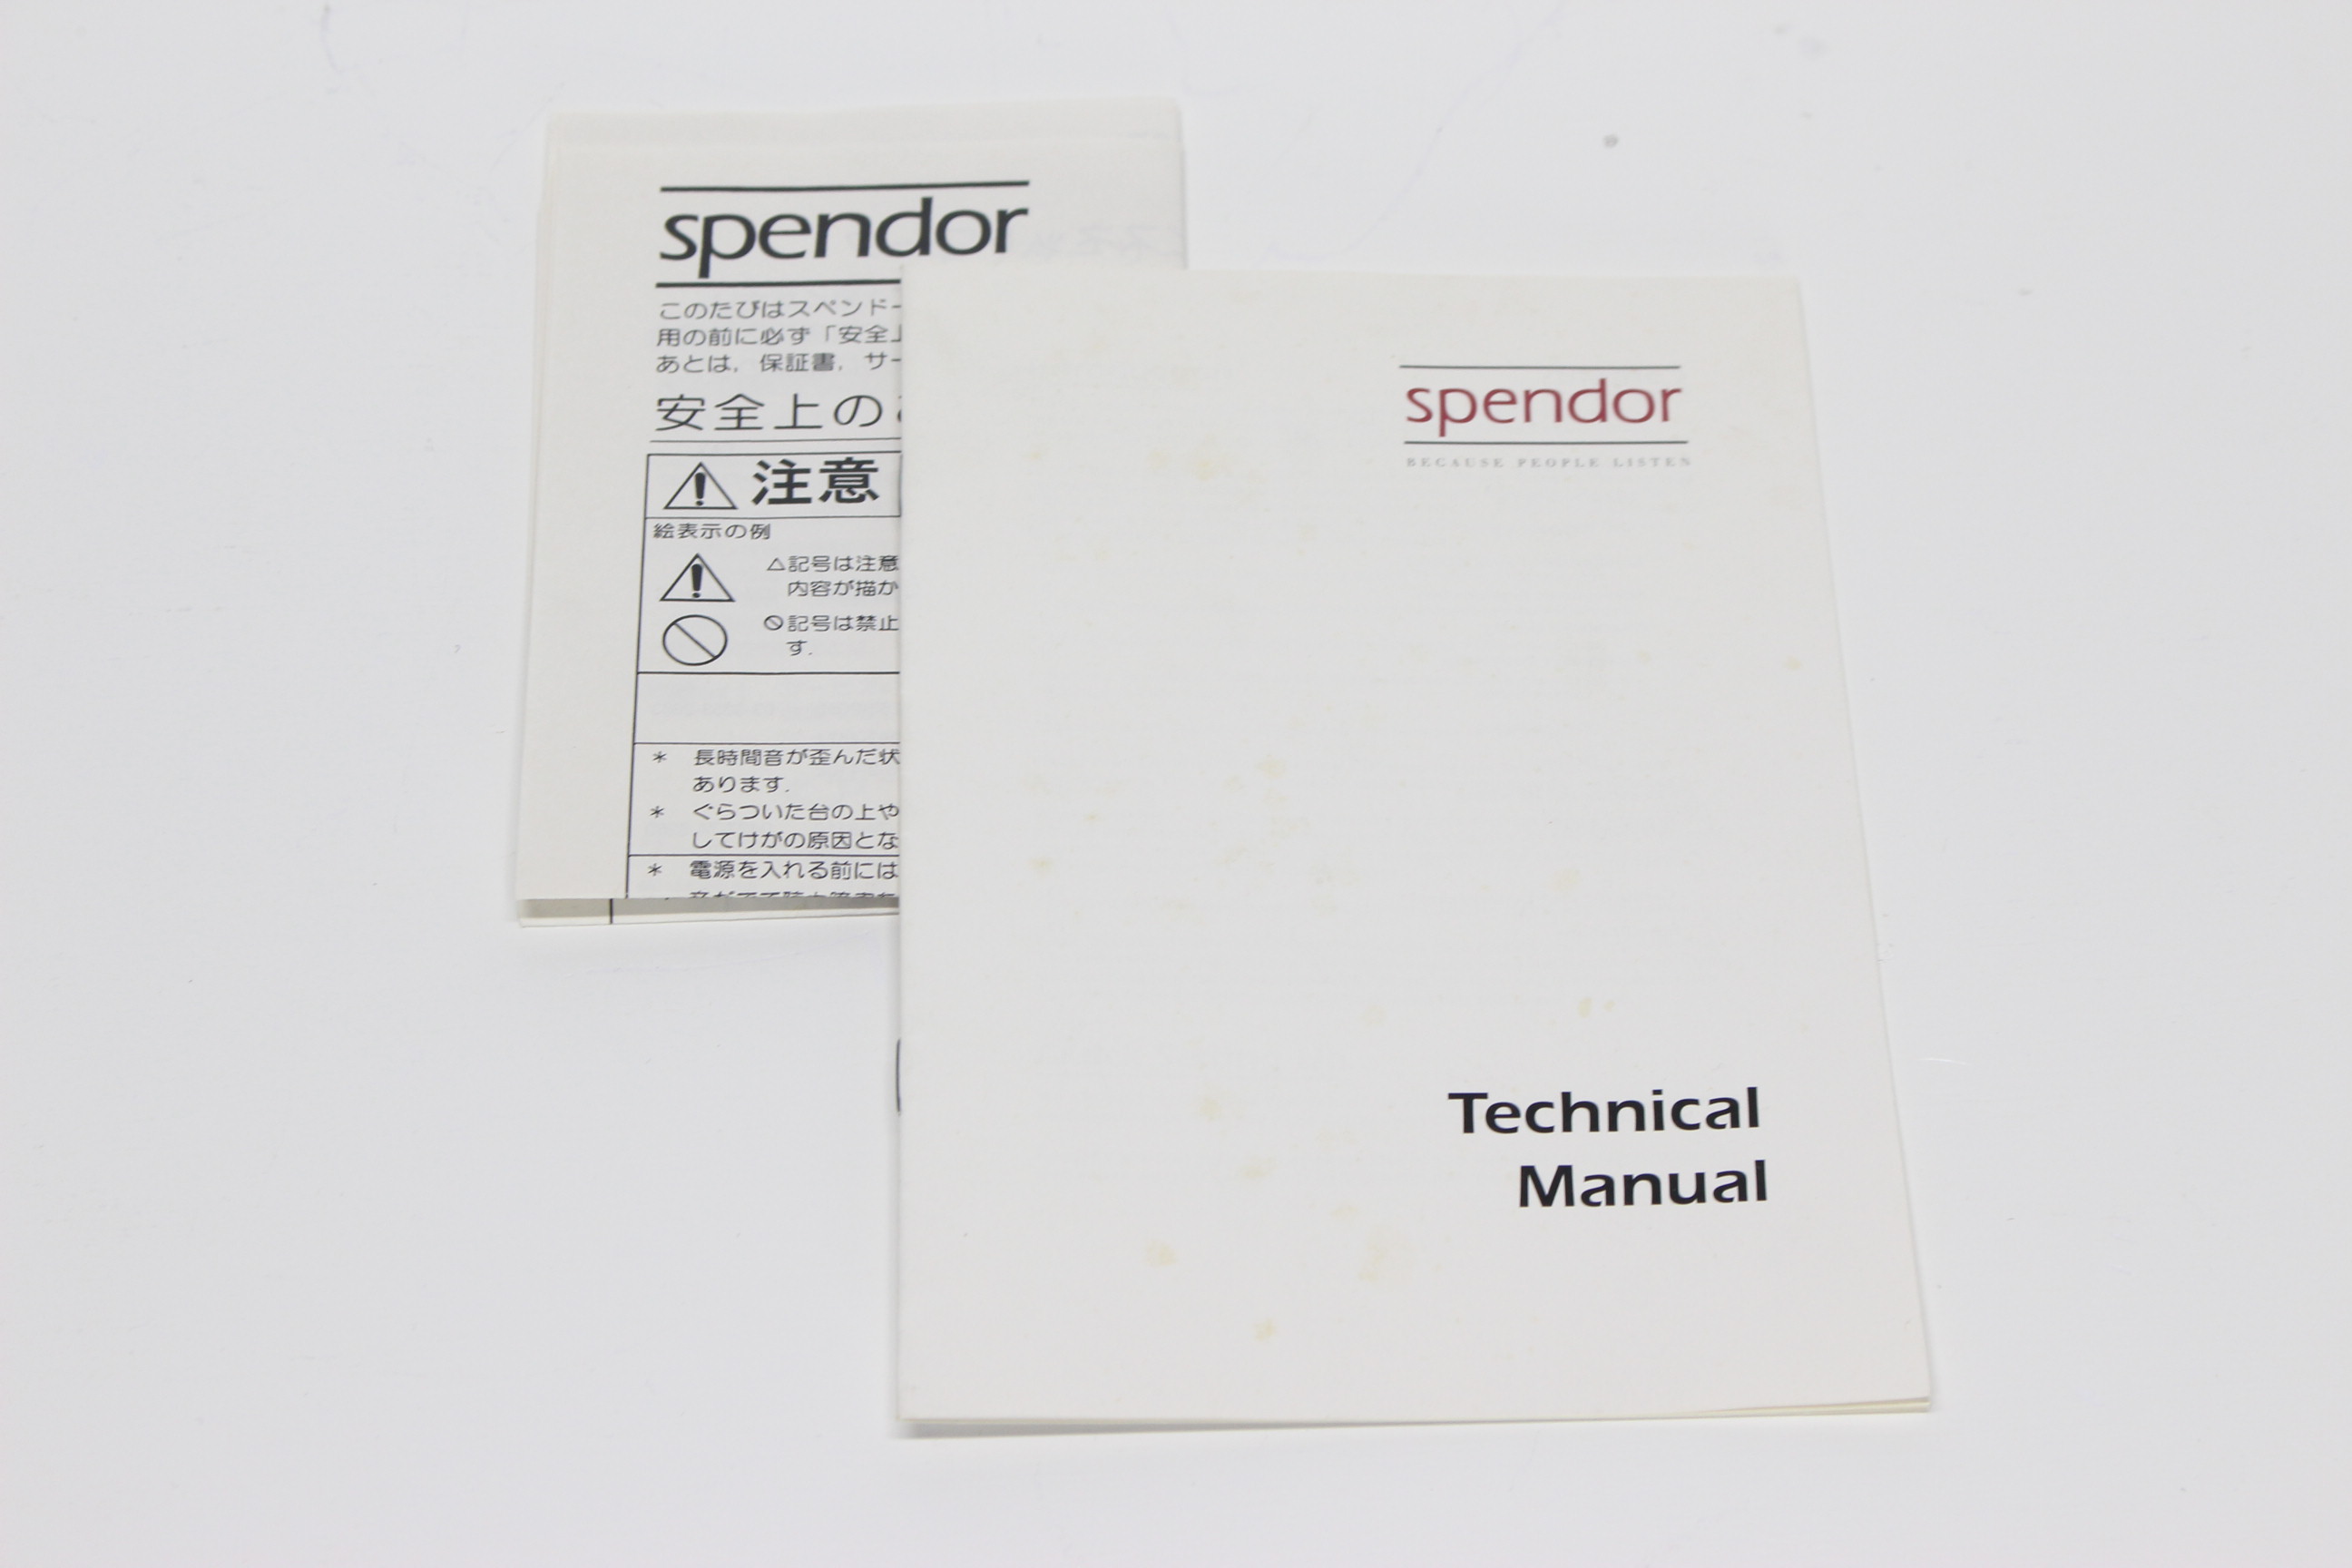 spendor
このたびはスペンドー
用の前に必ず「安全上
あとは, 保証書, サー
安全上の
注意
絵表示の例
△記号は注意
内容が描か
🛇記号は禁止
す.
* 長時間音が歪んだ状
あります.
* ぐらついた台の上や
してけがの原因とな
* 電源を入れる前には
spendor
BECAUSE PEOPLE LISTEN
Technical
Manual